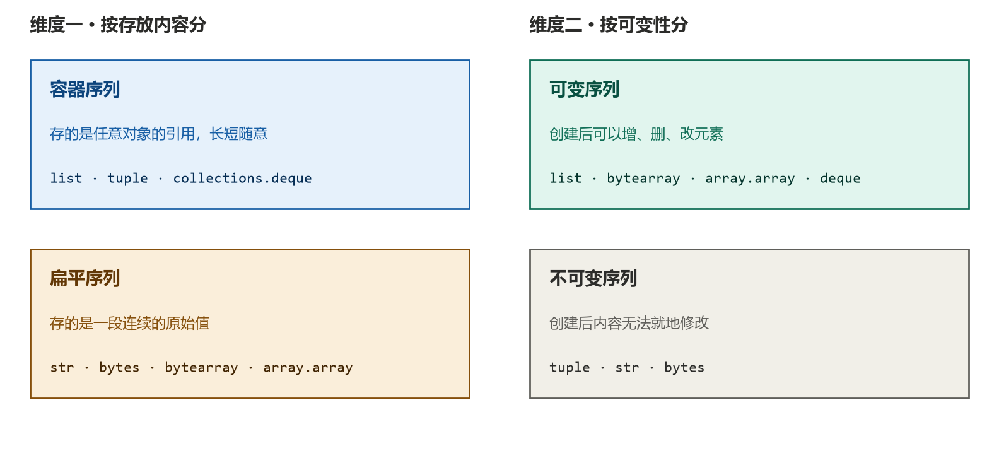 维度一·按存放内容分
容器序列
存的是任意对象的引用，长短随意
list · tuple · collections.deque
扁平序列
存的是一段连续的原始值
str · bytes · bytearray · array.array
维度二·按可变性分
可变序列
创建后可以增、删、改元素
list · bytearray · array.array · deque
不可变序列
创建后内容无法就地修改
tuple · str · bytes